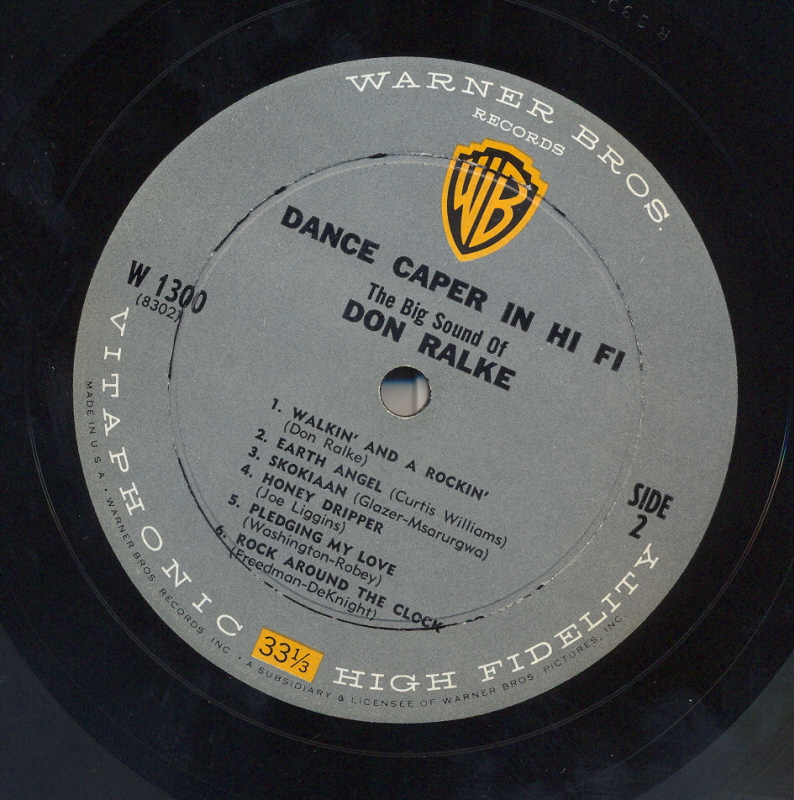 WARNER BROS.
RECORDS
WB
DANCE CAPER IN HI FI
The Big Sound Of
DON RALKE
W 1300
(8302)
1. WALKIN' AND A ROCKIN'
(Don Ralke)
2. EARTH ANGEL (Curtis Williams)
3. SKOKIAAN (Glazer-Msarurgwa)
4. HONEY DRIPPER
(Joe Liggins)
5. PLEDGING MY LOVE
(Washington-Robey)
6. ROCK AROUND THE CLOCK
(Freedman-DeKnight)
SIDE
2
VITAPHONIC
33⅓
HIGH FIDELITY
MADE IN U.S.A. • WARNER BROS. RECORDS, INC. • A SUBSIDIARY & LICENSEE OF WARNER BROS. PICTURES, INC.